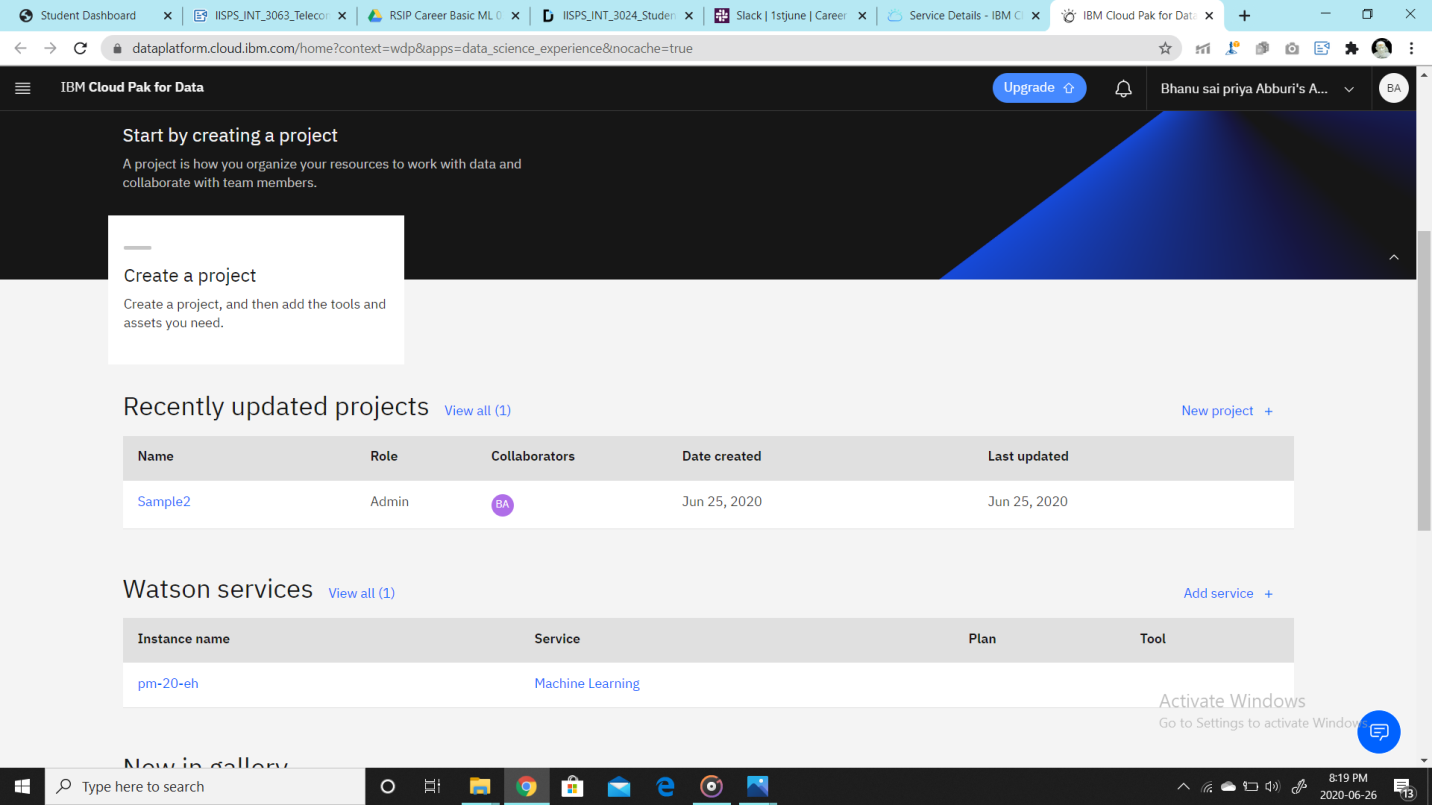 Student Dashboard
IISPS_INT_3063_Telecon
RSIP Career Basic ML 0
IISPS_INT_3024_Studen
Slack | 1stjune | Career
Service Details - IBM C
IBM Cloud Pak for Data
dataplatform.cloud.ibm.com/home?context=wdp&apps=data_science_experience&nocache=true
IBM Cloud Pak for Data
Upgrade
Bhanu sai priya Abburi's A...
BA
Start by creating a project
A project is how you organize your resources to work with data and
collaborate with team members.
Create a project
Create a project, and then add the tools and
assets you need.
Recently updated projects View all (1)
New project +
Name Role Collaborators Date created Last updated
Sample2 Admin BA Jun 25, 2020 Jun 25, 2020
Watson services View all (1)
Add service +
Instance name Service Plan Tool
pm-20-eh Machine Learning
Activate Windows
Go to Settings to activate Windows
New in gallery
Type here to search
8:19 PM
2020-06-26
13